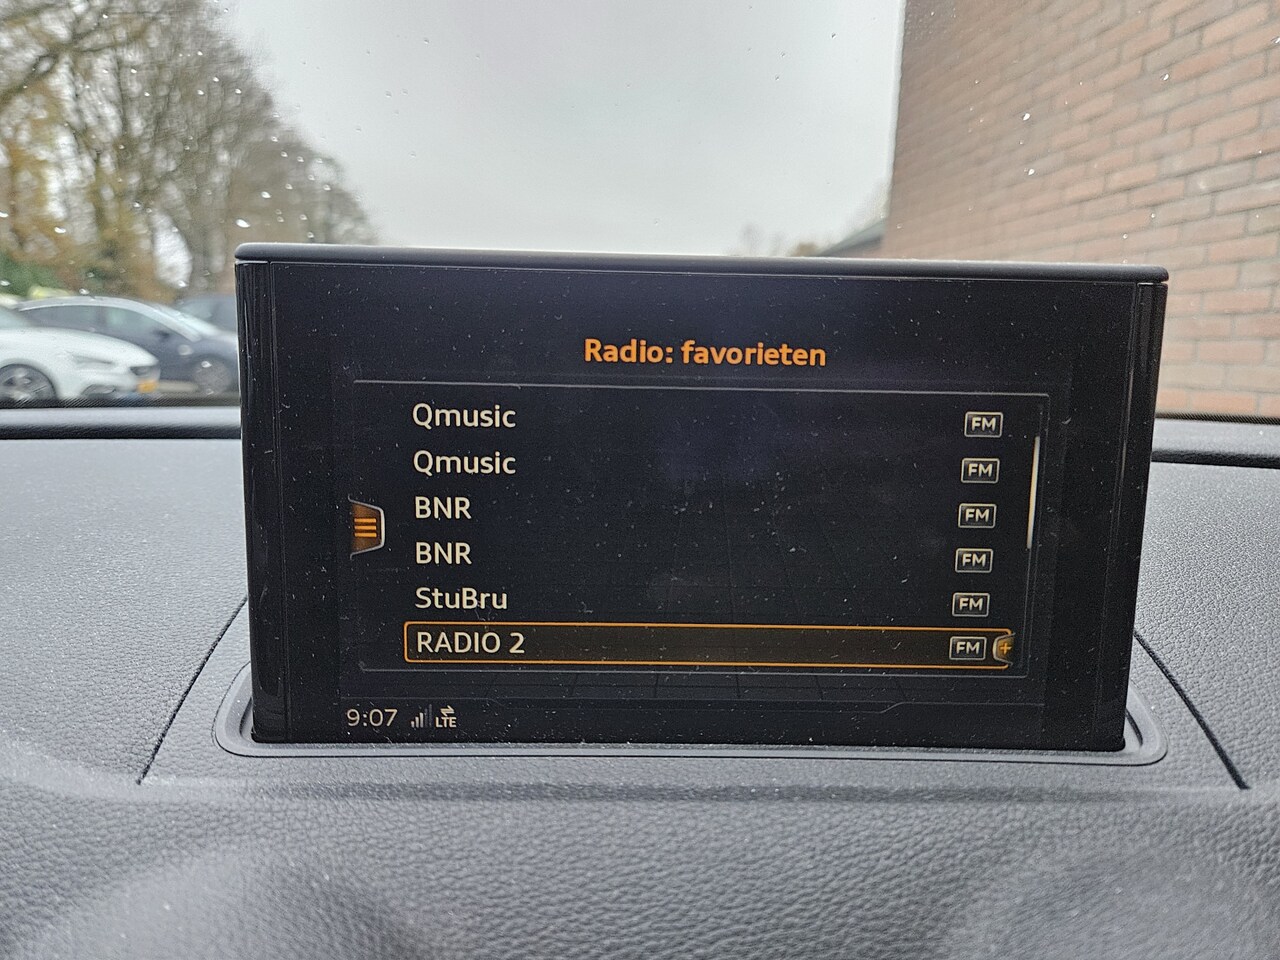 Radio: favorieten
Qmusic FM
Qmusic FM
BNR FM
BNR FM
StuBru FM
RADIO 2 FM +
9:07 LTE